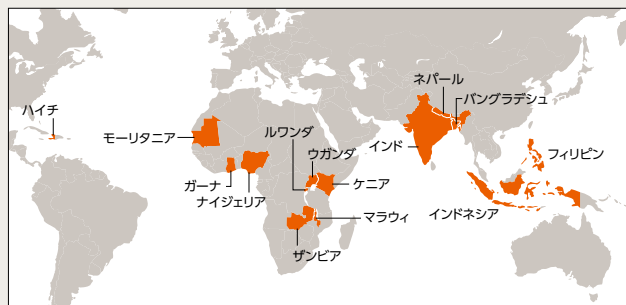 ネパール
バングラデシュ
ハイチ
モーリタニア
ルワンダ
ウガンダ
インド
フィリピン
ガーナ
ケニア
ナイジェリア
マラウィ
インドネシア
ザンビア